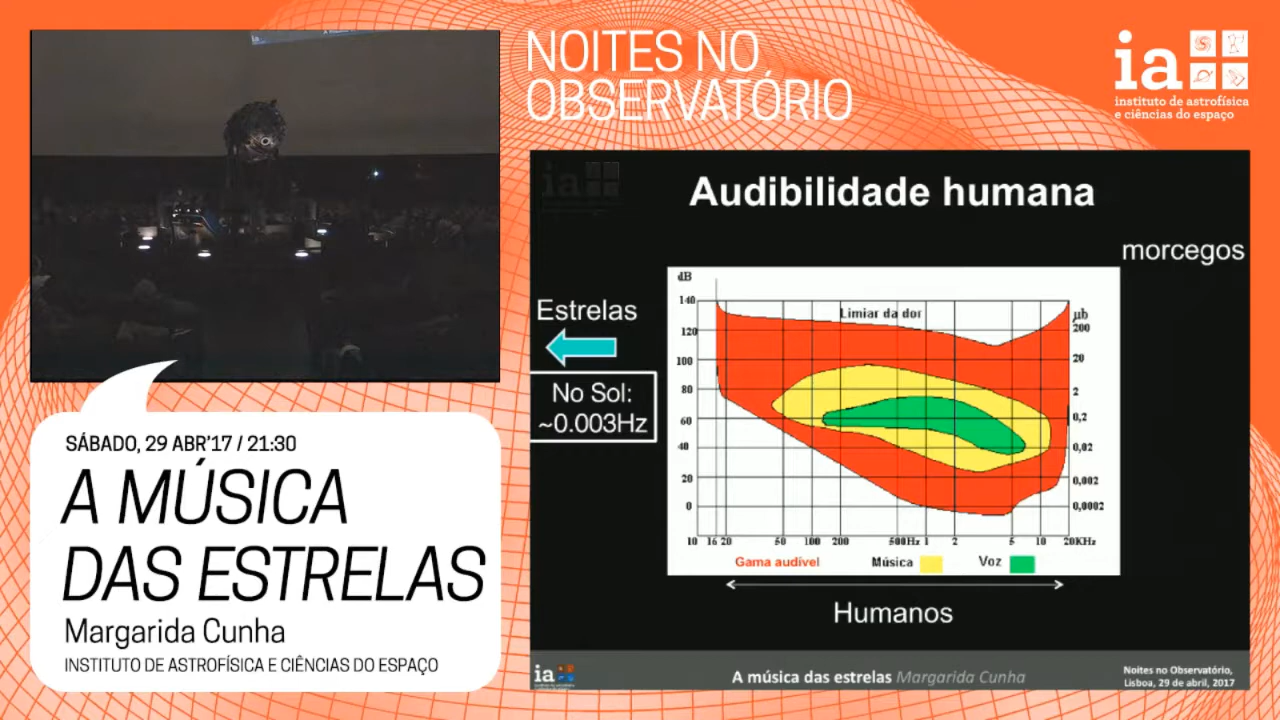 NOITES NO
OBSERVATÓRIO
ia
instituto de astrofísica
e ciências do espaço
SÁBADO, 29 ABR'17 / 21:30
A MÚSICA
DAS ESTRELAS
Margarida Cunha
INSTITUTO DE ASTROFÍSICA E CIÊNCIAS DO ESPAÇO
ia
Audibilidade humana
morcegos
Estrelas
No Sol:
~0.003Hz
dB
140
120
100
80
60
40
20
0
Limiar da dor
µb
200
20
2
0,2
0,02
0,002
0,0002
10 16 20 50 100 200 500Hz 1 2 5 10 20KHz
Gama audível Música Voz
Humanos
ia
A música das estrelas Margarida Cunha
Noites no Observatório,
Lisboa, 29 de abril, 2017